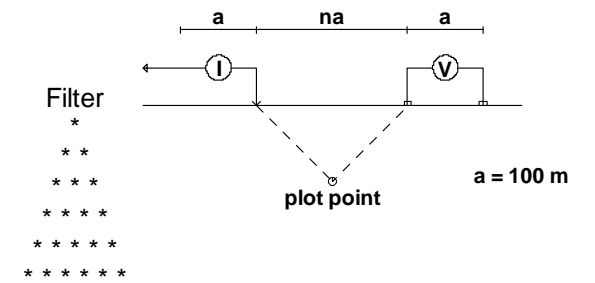 a na a
I V
Filter
*
* *
* * *
* * * *
* * * * *
* * * * * *
a = 100 m
plot point